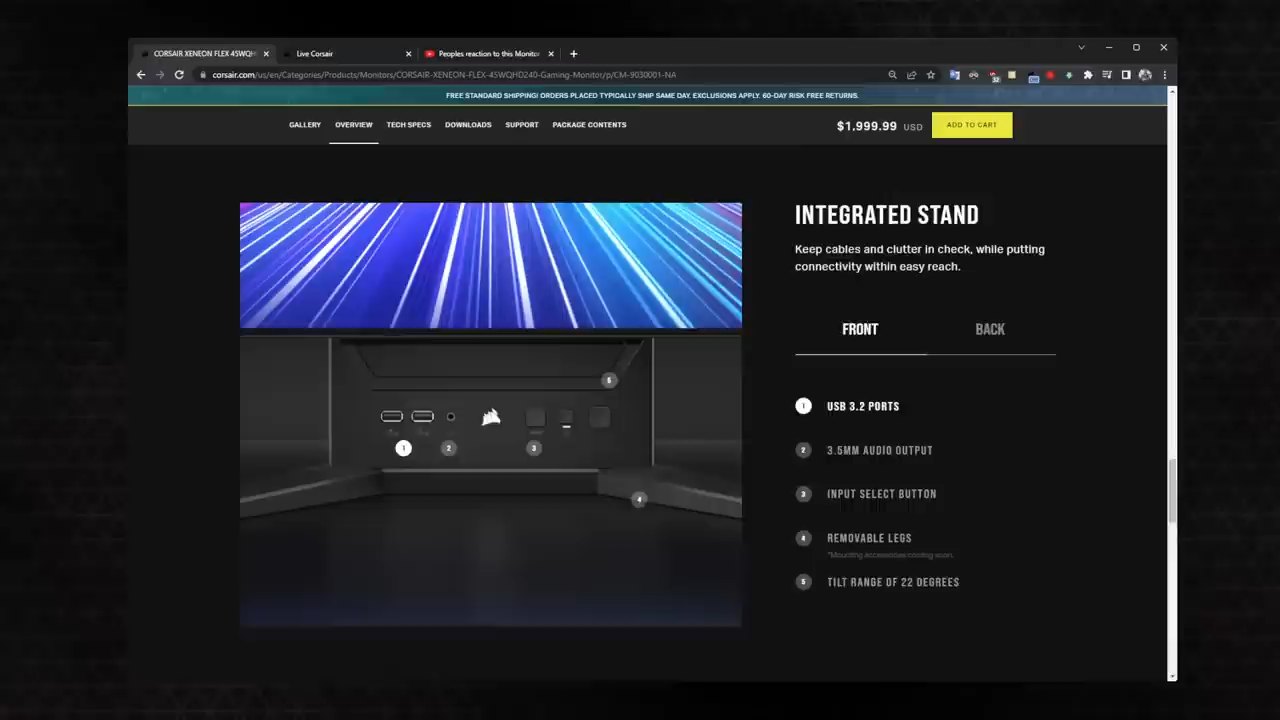 CORSAIR XENEON FLEX 45WQH
Live Corsair
Peoples reaction to this Monitor
corsair.com/us/en/Categories/Products/Monitors/CORSAIR-XENEON-FLEX-45WQHD240-Gaming-Monitor/p/CM-9030001-NA
FREE STANDARD SHIPPING! ORDERS PLACED TYPICALLY SHIP SAME DAY. EXCLUSIONS APPLY. 60-DAY RISK FREE RETURNS.
GALLERY OVERVIEW TECH SPECS DOWNLOADS SUPPORT PACKAGE CONTENTS $1,999.99 USD ADD TO CART
INTEGRATED STAND
Keep cables and clutter in check, while putting
connectivity within easy reach.
FRONT BACK
5
1 2 3
4
1 USB 3.2 PORTS
2 3.5MM AUDIO OUTPUT
3 INPUT SELECT BUTTON
4 REMOVABLE LEGS
*Mounting Accessories coming soon.
5 TILT RANGE OF 22 DEGREES